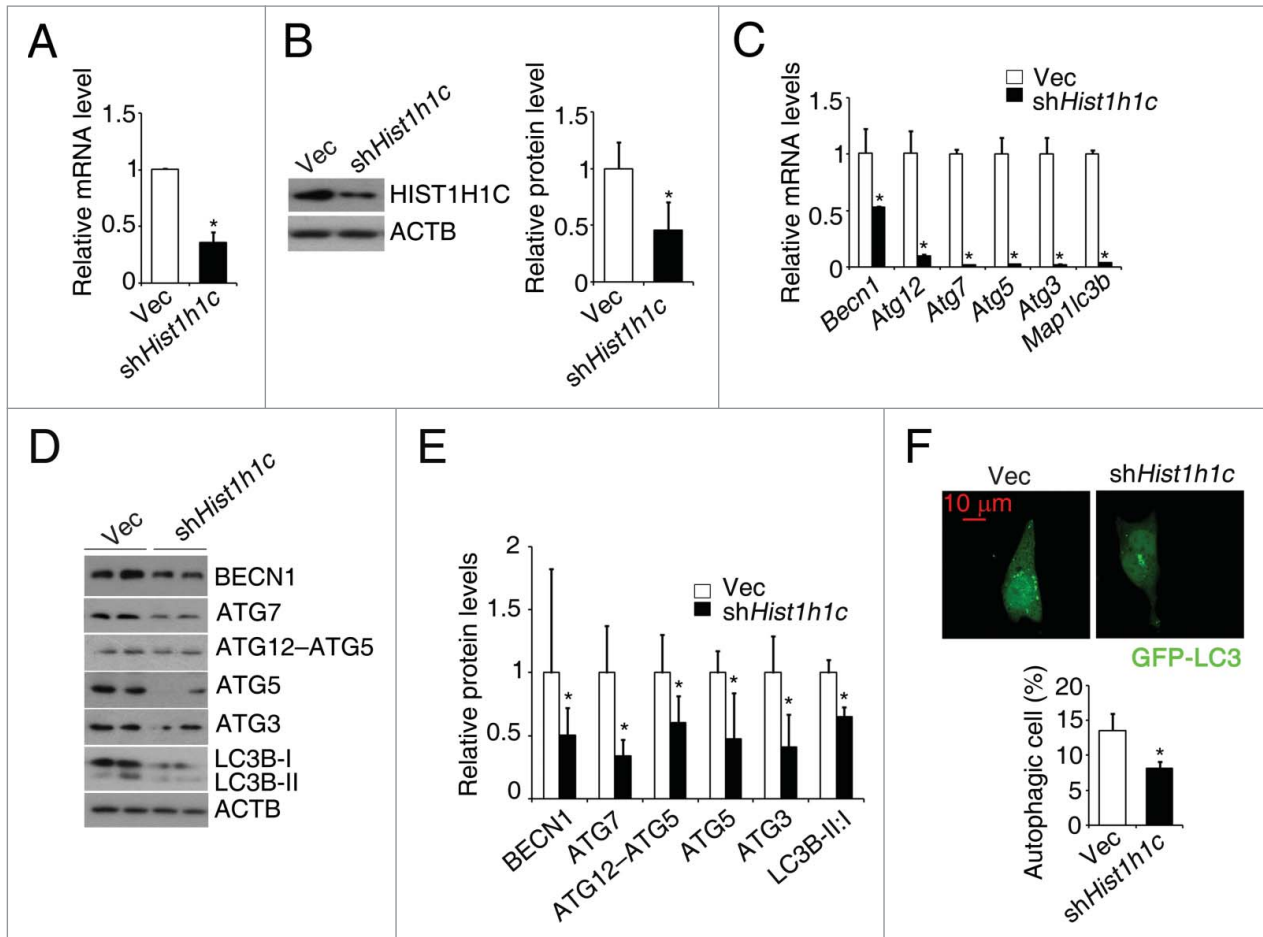 A
Relative mRNA level
1.5
1
0.5
0
*
Vec
shHist1h1c
B
Vec
shHist1h1c
HIST1H1C
ACTB
Relative protein level
1.5
1
0.5
0
*
Vec
shHist1h1c
C
Vec
shHist1h1c
Relative mRNA levels
1.5
1
0.5
0
* * * * * *
Becn1
Atg12
Atg7
Atg5
Atg3
Map1lc3b
D
Vec
shHist1h1c
BECN1
ATG7
ATG12–ATG5
ATG5
ATG3
LC3B-I
LC3B-II
ACTB
E
Relative protein levels
2
1.5
1
0.5
0
Vec
shHist1h1c
* * * * * *
BECN1
ATG7
ATG12–ATG5
ATG5
ATG3
LC3B-II:I
F
Vec
shHist1h1c
10 μm
GFP-LC3
Autophagic cell (%)
20
15
10
5
0
*
Vec
shHist1h1c